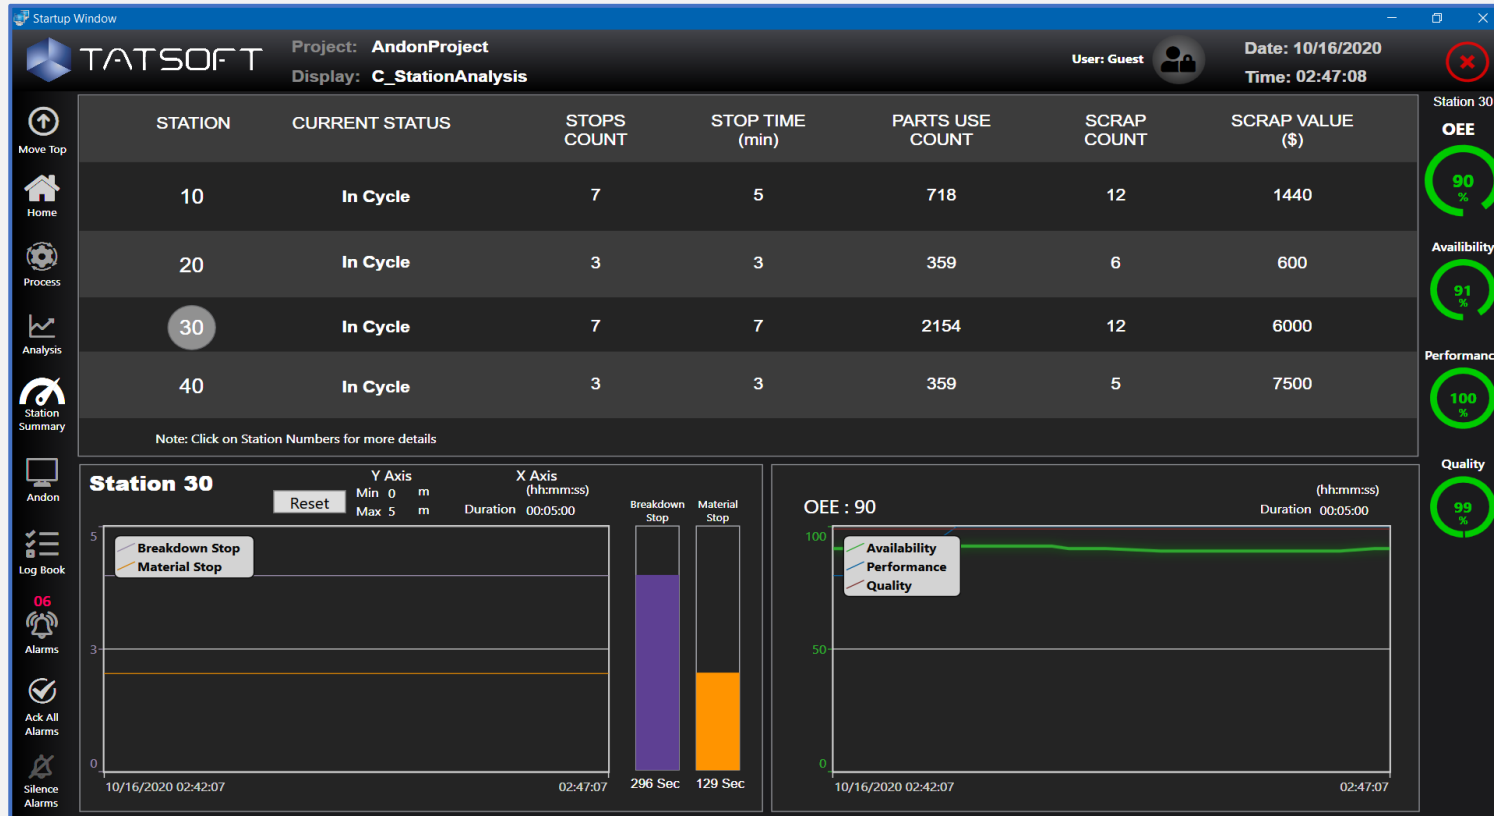 Startup Window
TATSOFT
Project: AndonProject
Display: C_StationAnalysis
User: Guest
Date: 10/16/2020
Time: 02:47:08
Move Top
Home
Process
Analysis
Station
Summary
Andon
Log Book
06
Alarms
Ack All
Alarms
Silence
Alarms
STATION CURRENT STATUS STOPS COUNT STOP TIME (min) PARTS USE COUNT SCRAP COUNT SCRAP VALUE ($)
10 In Cycle 7 5 718 12 1440
20 In Cycle 3 3 359 6 600
30 In Cycle 7 7 2154 12 6000
40 In Cycle 3 3 359 5 7500
Note: Click on Station Numbers for more details
Station 30
Reset
Y Axis
Min 0 m
Max 5 m
X Axis
(hh:mm:ss)
Duration 00:05:00
Breakdown
Stop
Material
Stop
5
Breakdown Stop
Material Stop
3
0
10/16/2020 02:42:07 02:47:07
296 Sec 129 Sec
OEE : 90
(hh:mm:ss)
Duration 00:05:00
100
Availability
Performance
Quality
50
0
10/16/2020 02:42:07 02:47:07
Station 30
OEE
90
%
Availibility
91
%
Performanc
100
%
Quality
99
%